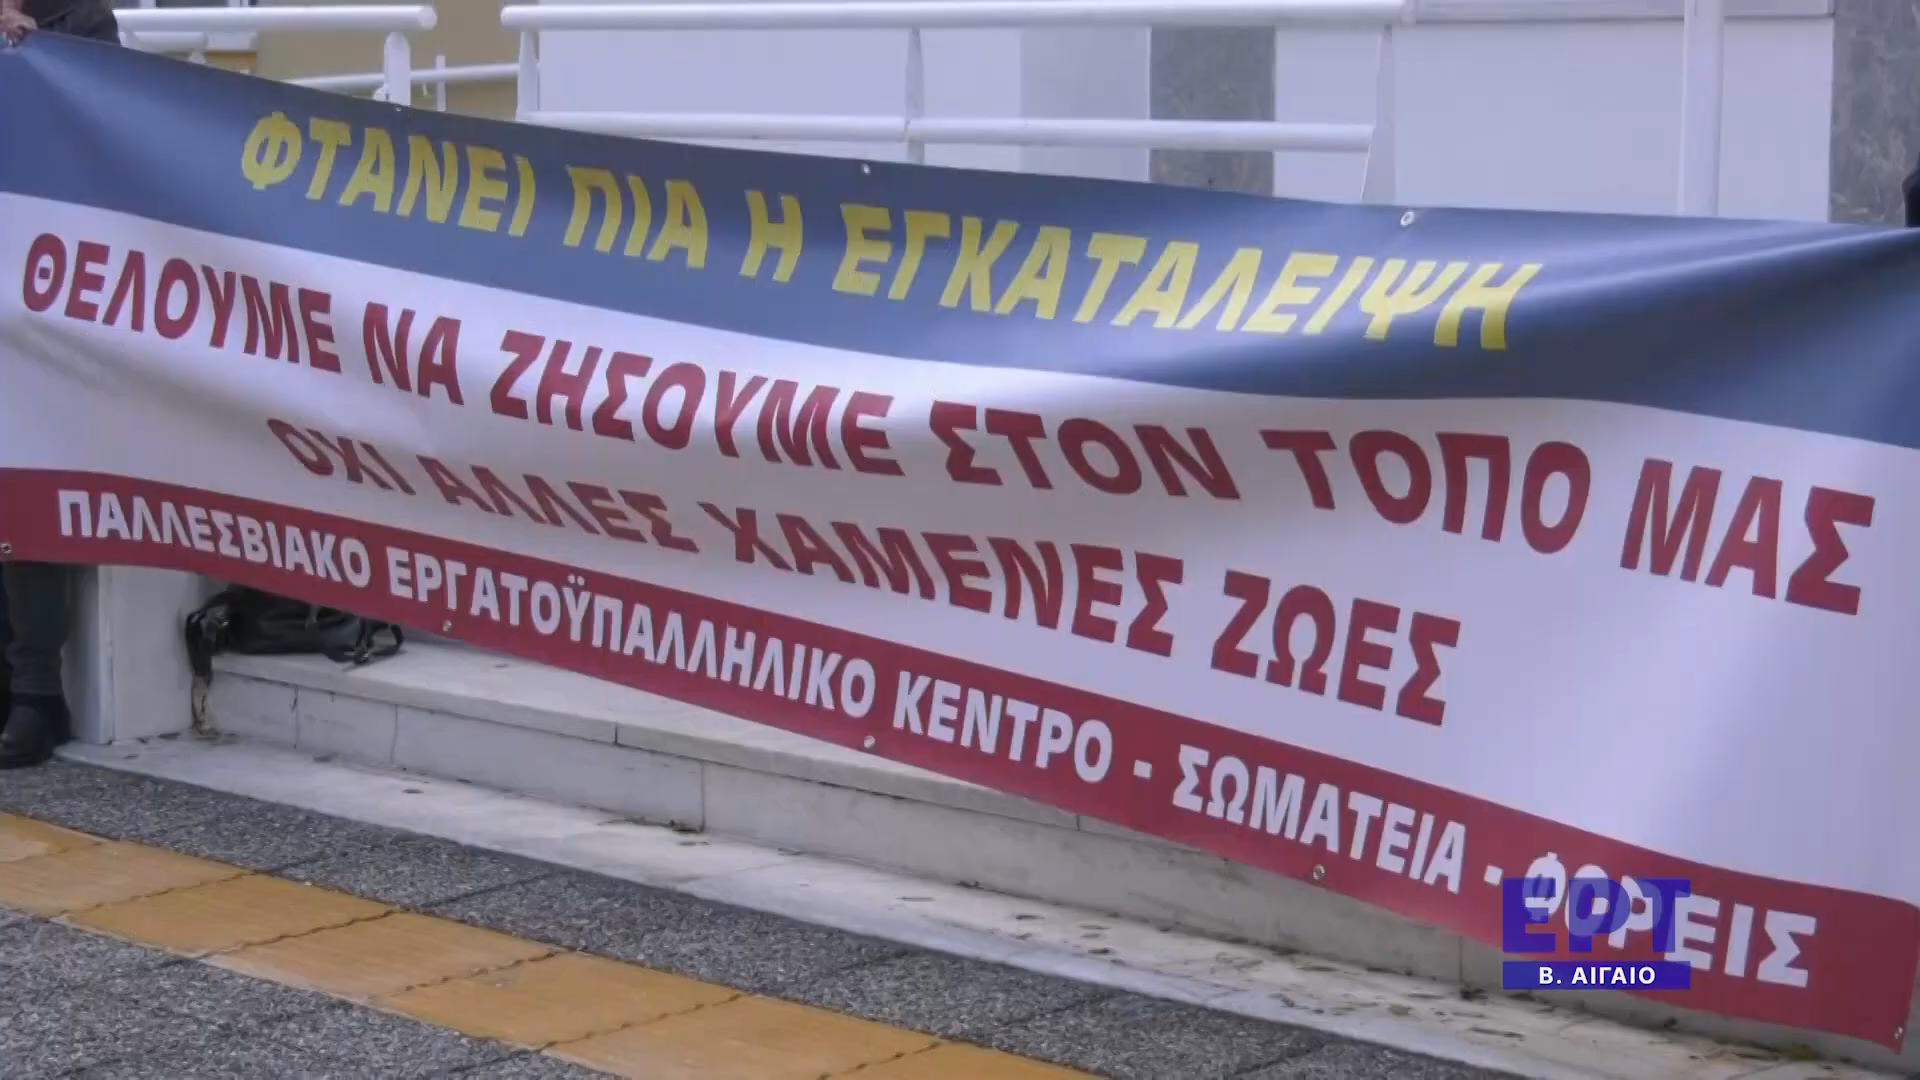 ΦΤΑΝΕΙ ΠΙΑ Η ΕΓΚΑΤΑΛΕΙΨΗ
ΘΕΛΟΥΜΕ ΝΑ ΖΗΣΟΥΜΕ ΣΤΟΝ ΤΟΠΟ ΜΑΣ
ΟΧΙ ΑΛΛΕΣ ΧΑΜΕΝΕΣ ΖΩΕΣ
ΠΑΛΛΕΣΒΙΑΚΟ ΕΡΓΑΤΟΫΠΑΛΛΗΛΙΚΟ ΚΕΝΤΡΟ - ΣΩΜΑΤΕΙΑ - ΦΟΡΕΙΣ
ΕΡΤ
Β. ΑΙΓΑΙΟ